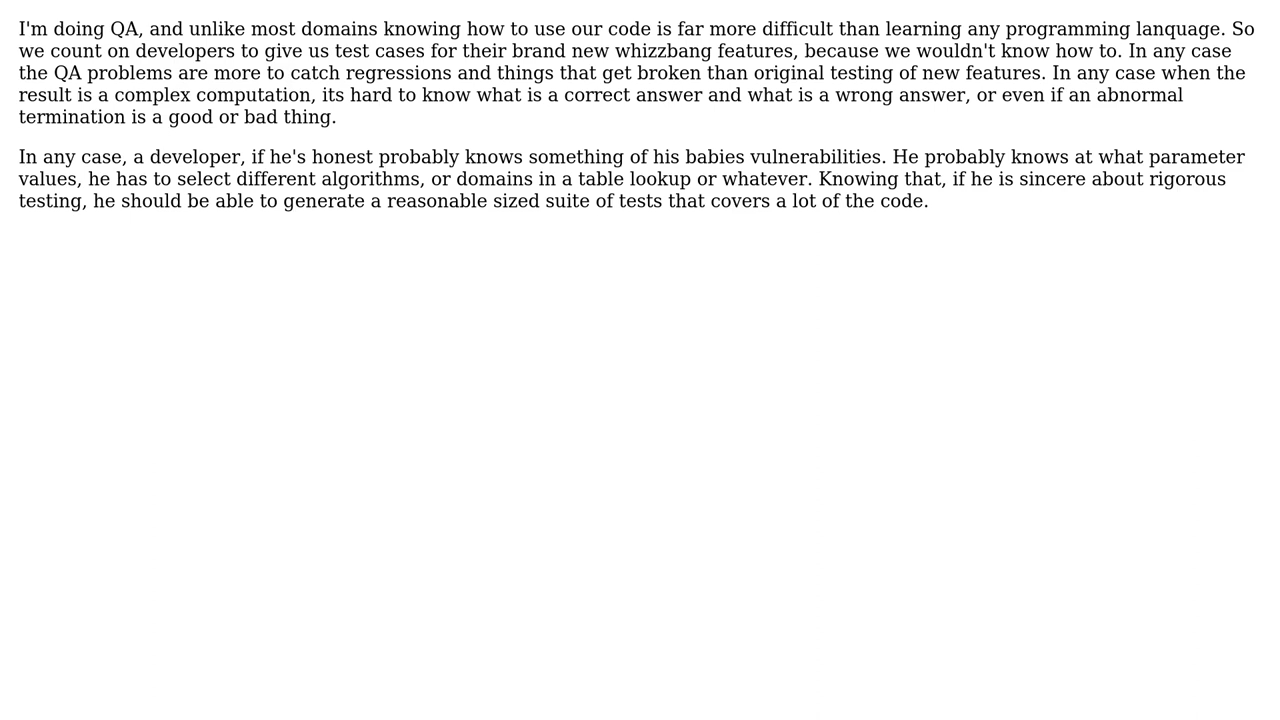 I'm doing QA, and unlike most domains knowing how to use our code is far more difficult than learning any programming lanquage. So
we count on developers to give us test cases for their brand new whizzbang features, because we wouldn't know how to. In any case
the QA problems are more to catch regressions and things that get broken than original testing of new features. In any case when the
result is a complex computation, its hard to know what is a correct answer and what is a wrong answer, or even if an abnormal
termination is a good or bad thing.
In any case, a developer, if he's honest probably knows something of his babies vulnerabilities. He probably knows at what parameter
values, he has to select different algorithms, or domains in a table lookup or whatever. Knowing that, if he is sincere about rigorous
testing, he should be able to generate a reasonable sized suite of tests that covers a lot of the code.